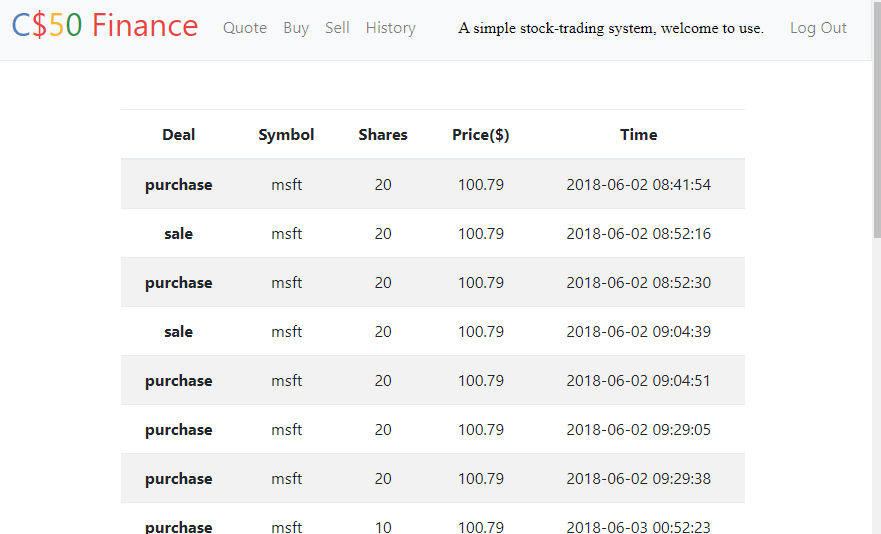 C$50 Finance Quote Buy Sell History A simple stock-trading system, welcome to use. Log Out
Deal Symbol Shares Price($) Time
purchase msft 20 100.79 2018-06-02 08:41:54
sale msft 20 100.79 2018-06-02 08:52:16
purchase msft 20 100.79 2018-06-02 08:52:30
sale msft 20 100.79 2018-06-02 09:04:39
purchase msft 20 100.79 2018-06-02 09:04:51
purchase msft 20 100.79 2018-06-02 09:29:05
purchase msft 20 100.79 2018-06-02 09:29:38
purchase msft 10 100.79 2018-06-03 00:52:23